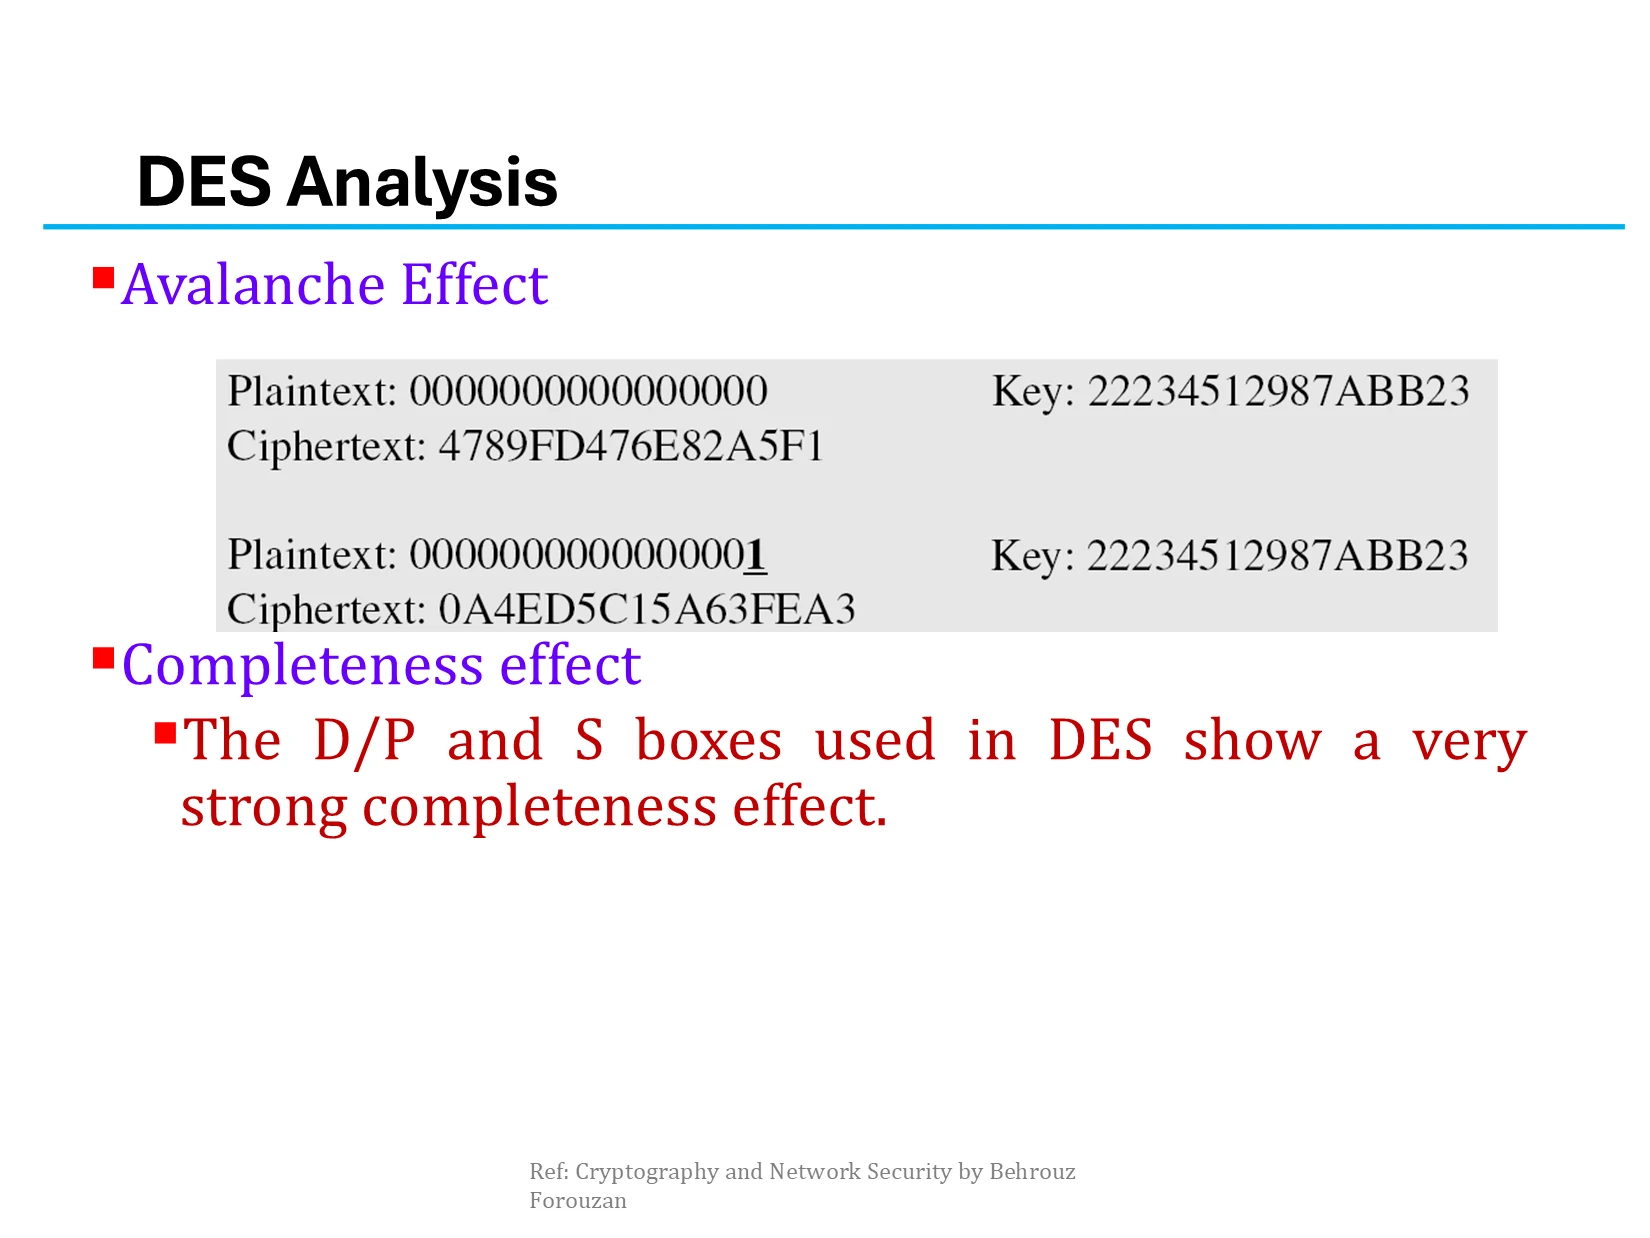 DES Analysis
Avalanche Effect
Plaintext: 0000000000000000 Key: 22234512987ABB23
Ciphertext: 4789FD476E82A5F1
Plaintext: 0000000000000001 Key: 22234512987ABB23
Ciphertext: 0A4ED5C15A63FEA3
Completeness effect
The D/P and S boxes used in DES show a very
strong completeness effect.
Ref: Cryptography and Network Security by Behrouz
Forouzan